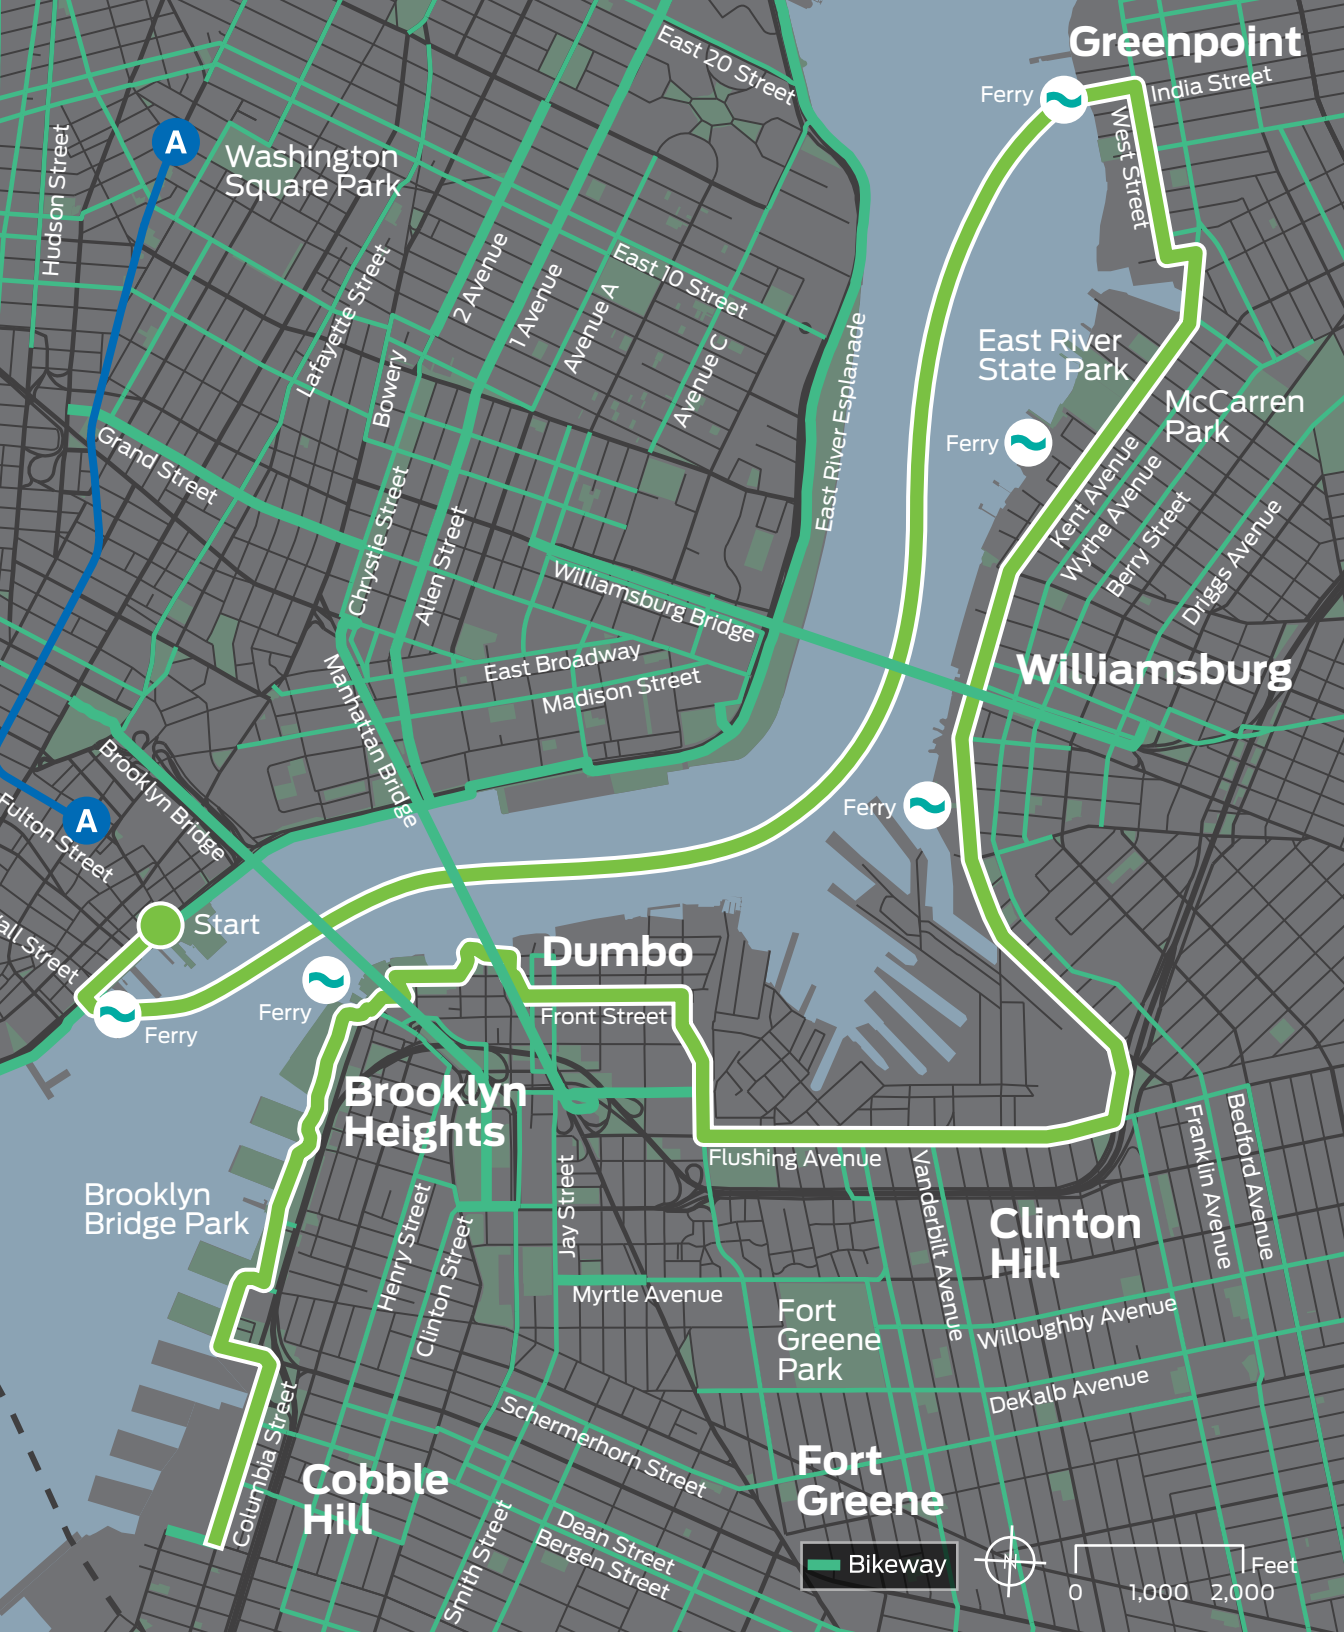 Greenpoint
East 20 Street
India Street
Ferry
West Street
A
Washington
Square Park
Hudson Street
Lafayette Street
2 Avenue
1 Avenue
East 10 Street
Avenue A
Avenue C
Bowery
East River Esplanade
East River
State Park
McCarren
Park
Ferry
Grand Street
Kent Avenue
Wythe Avenue
Berry Street
Driggs Avenue
Chrystie Street
Allen Street
Williamsburg Bridge
East Broadway
Madison Street
Manhattan Bridge
Williamsburg
Brooklyn Bridge
Fulton Street
A
Ferry
Start
all Street
Ferry
Ferry
Dumbo
Front Street
Brooklyn
Heights
Flushing Avenue
Brooklyn
Bridge Park
Henry Street
Clinton Street
Jay Street
Vanderbilt Avenue
Franklin Avenue
Bedford Avenue
Clinton
Hill
Myrtle Avenue
Fort
Greene
Park
Willoughby Avenue
DeKalb Avenue
Columbia Street
Schermerhorn Street
Cobble
Hill
Fort
Greene
Smith Street
Dean Street
Bergen Street
Bikeway
N
Feet
0 1,000 2,000